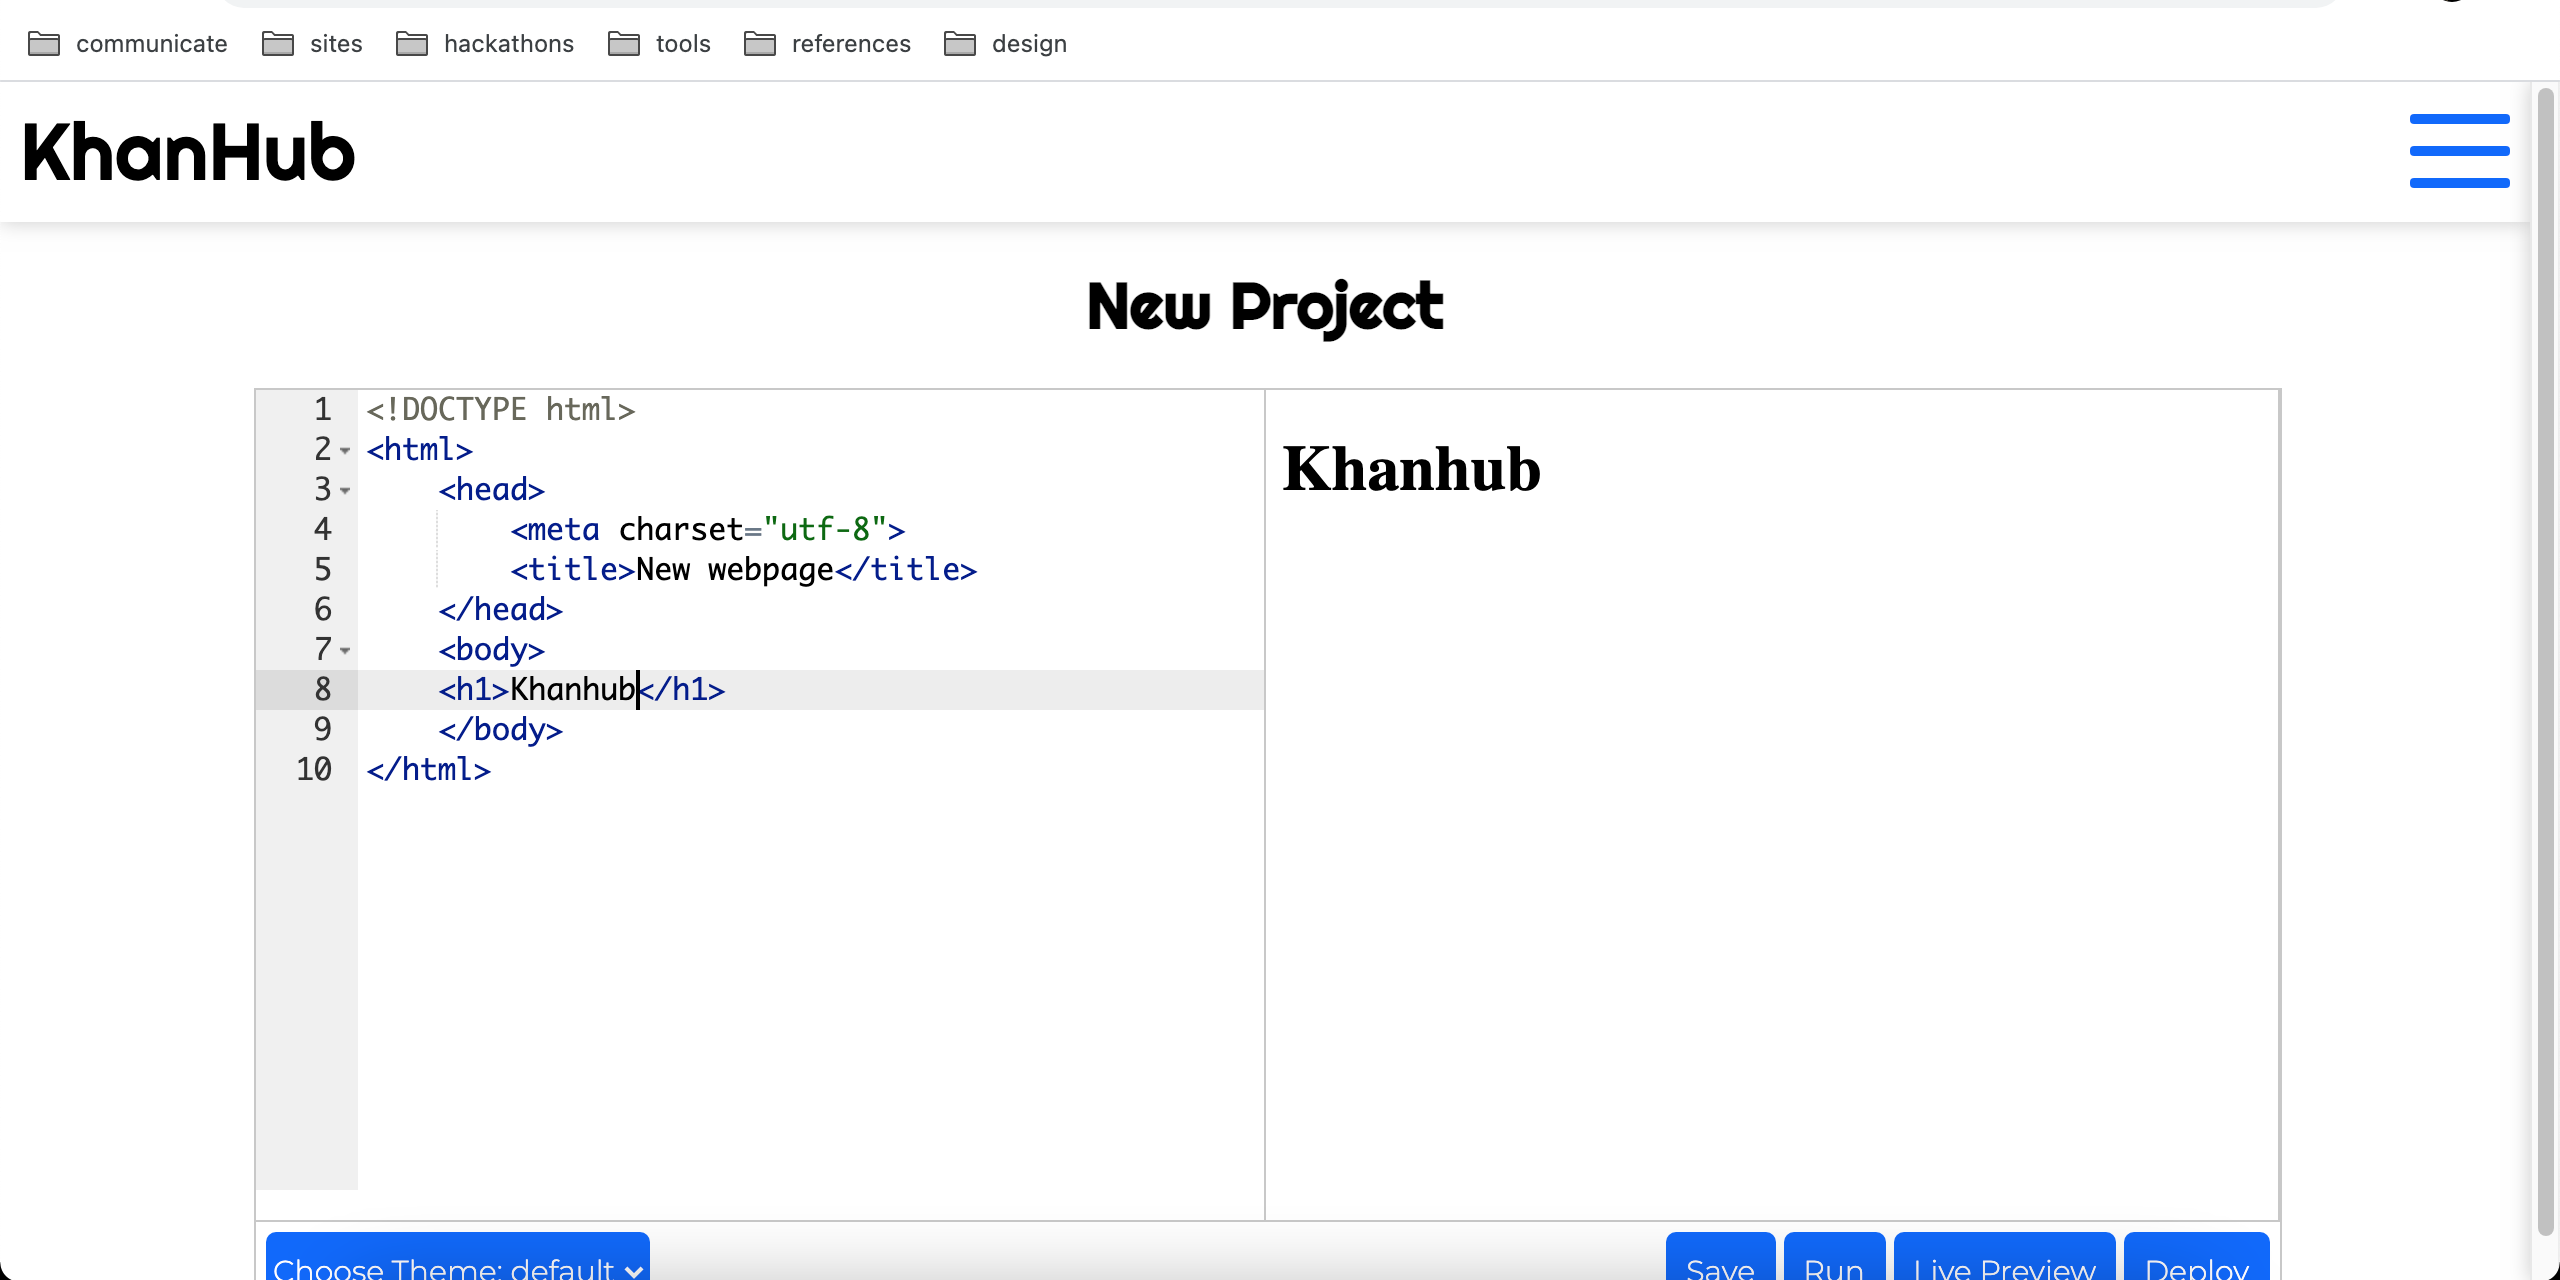 communicate sites hackathons tools references design
KhanHub
New Project
1 <!DOCTYPE html>
2 <html>
3 <head>
4 <meta charset="utf-8">
5 <title>New webpage</title>
6 </head>
7 <body>
8 <h1>Khanhub</h1>
9 </body>
10 </html>
Khanhub
Choose Theme: default Save Run Live Preview Deploy